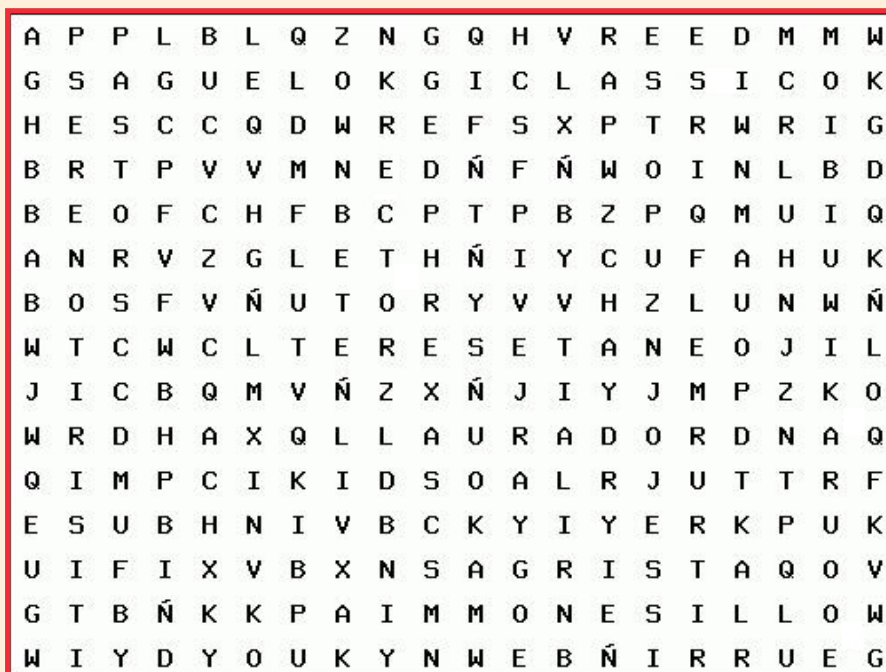 A P P L B L Q Z N G Q H V R E E D M M W
G S A G U E L O K G I C L A S S I C O K
H E S C C Q D W R E F S X P T R W R I G
B R T P V V M N E D Ñ F Ñ W O I N L B D
B E O F C H F B C P T P B Z P Q M U I Q
A N R V Z G L E T H Ñ I Y C U F A H U K
B O S F V Ñ U T O R Y V V H Z L U N W Ñ
W T C W C L T E R E S E T A N E O J I L
J I C B Q M V Ñ Z X Ñ J I Y J M P Z K O
W R D H A X Q L L A U R A D O R D N A Q
Q I M P C I K I D S O A L R J U T T R F
E S U B H N I V B C K Y I Y E R K P U K
U I F I X V B X N S A G R I S T A Q O V
G T B Ñ K K P A I M M O N E S I L L O W
W I Y D Y O U K Y N W E B Ñ I R R U E G